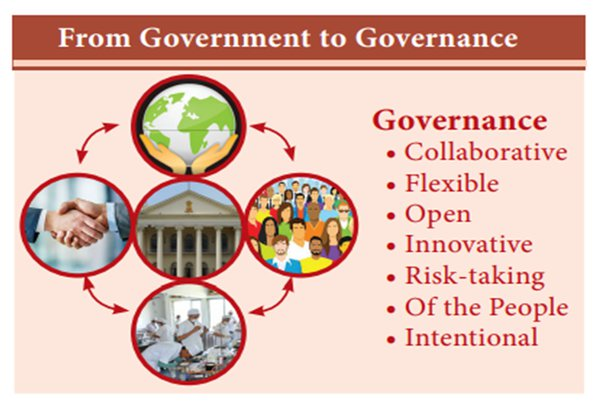 From Government to Governance
Governance
• Collaborative
• Flexible
• Open
• Innovative
• Risk-taking
• Of the People
• Intentional